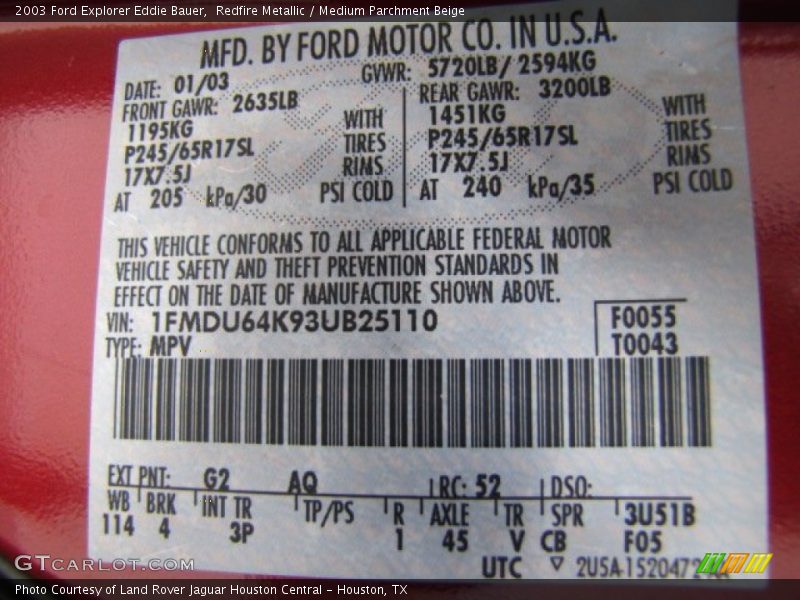 2003 Ford Explorer Eddie Bauer, Redfire Metallic / Medium Parchment Beige
MFD. BY FORD MOTOR CO. IN U.S.A.
DATE: 01/03 GVWR: 5720LB/ 2594KG
FRONT GAWR: 2635LB
1195KG
P245/65R17SL
17X7.5J
AT 205 kPa/30
WITH
TIRES
RIMS
PSI COLD
REAR GAWR: 3200LB
1451KG
P245/65R17SL
17X7.5J
AT 240 kPa/35
WITH
TIRES
RIMS
PSI COLD
THIS VEHICLE CONFORMS TO ALL APPLICABLE FEDERAL MOTOR
VEHICLE SAFETY AND THEFT PREVENTION STANDARDS IN
EFFECT ON THE DATE OF MANUFACTURE SHOWN ABOVE.
VIN: 1FMDU64K93UB25110
TYPE: MPV
F0055
T0043
EXT PNT: G2 AQ RC: 52 DSO:
WB BRK INT TR TP/PS R AXLE TR SPR 3U51B
114 4 3P 1 45 V CB F05
UTC ▽ 2U5A-1520472-AA
GTCarLot.com
Photo Courtesy of Land Rover Jaguar Houston Central - Houston, TX